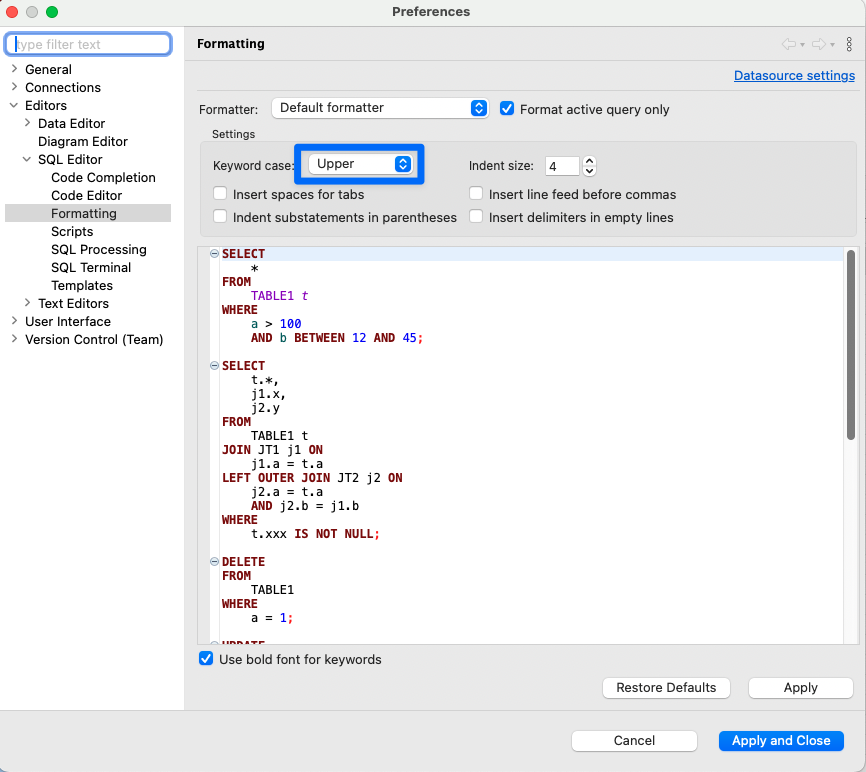 Preferences
type filter text
Formatting
Datasource settings
General
Connections
Editors
Data Editor
Diagram Editor
SQL Editor
Code Completion
Code Editor
Formatting
Scripts
SQL Processing
SQL Terminal
Templates
Text Editors
User Interface
Version Control (Team)
Formatter: Default formatter Format active query only
Settings
Keyword case: Upper Indent size: 4
Insert spaces for tabs Insert line feed before commas
Indent substatements in parentheses Insert delimiters in empty lines
SELECT
*
FROM
TABLE1 t
WHERE
a > 100
AND b BETWEEN 12 AND 45;
SELECT
t.*,
j1.x,
j2.y
FROM
TABLE1 t
JOIN JT1 j1 ON
j1.a = t.a
LEFT OUTER JOIN JT2 j2 ON
j2.a = t.a
AND j2.b = j1.b
WHERE
t.xxx IS NOT NULL;
DELETE
FROM
TABLE1
WHERE
a = 1;
UPDATE
Use bold font for keywords
Restore Defaults Apply
Cancel Apply and Close